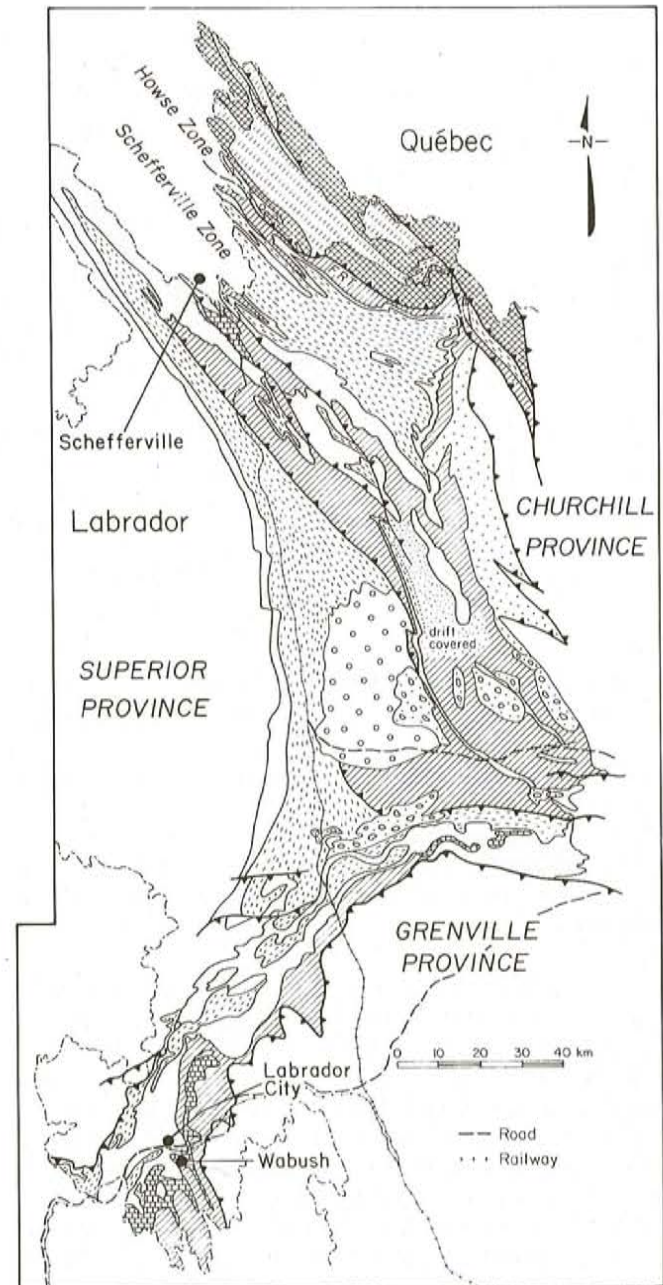 Howse Zone
Schefferville Zone
Québec
N
Schefferville
Labrador
CHURCHILL
PROVINCE
drift
covered
SUPERIOR
PROVINCE
GRENVILLE
PROVINCE
0 10 20 30 40 km
Labrador
City
Road
Wabush
Railway